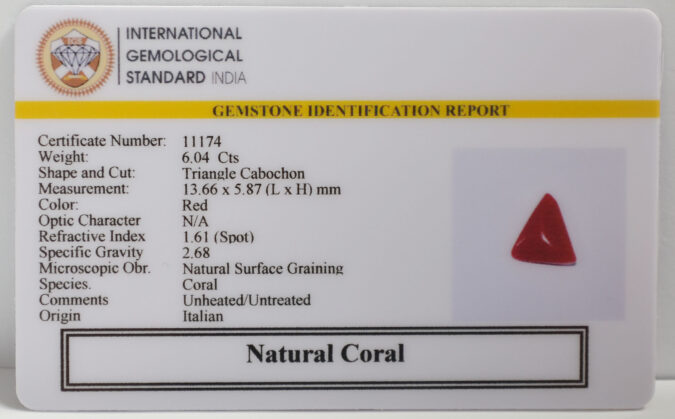 IGS
INTERNATIONAL
GEMOLOGICAL
STANDARD INDIA
GEMSTONE IDENTIFICATION REPORT
Certificate Number: 11174
Weight: 6.04 Cts
Shape and Cut: Triangle Cabochon
Measurement: 13.66 x 5.87 (L x H) mm
Color: Red
Optic Character N/A
Refractive Index 1.61 (Spot)
Specific Gravity 2.68
Microscopic Obr. Natural Surface Graining
Species. Coral
Comments Unheated/Untreated
Origin Italian
Natural Coral